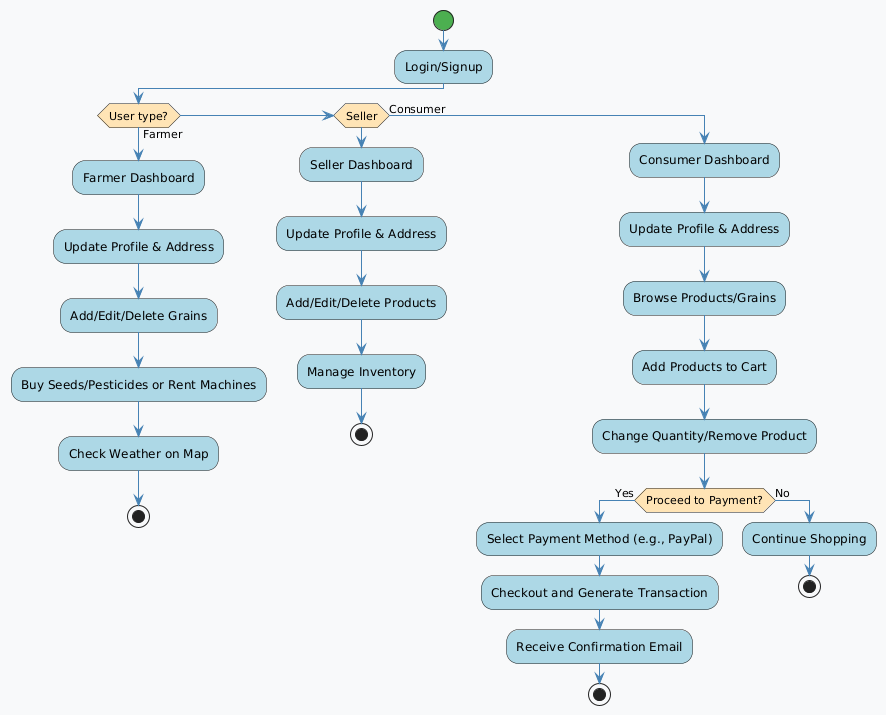 Login/Signup
User type?
Farmer
Seller
Consumer
Farmer Dashboard
Update Profile & Address
Add/Edit/Delete Grains
Buy Seeds/Pesticides or Rent Machines
Check Weather on Map
Seller Dashboard
Update Profile & Address
Add/Edit/Delete Products
Manage Inventory
Consumer Dashboard
Update Profile & Address
Browse Products/Grains
Add Products to Cart
Change Quantity/Remove Product
Proceed to Payment?
Yes
No
Select Payment Method (e.g., PayPal)
Checkout and Generate Transaction
Receive Confirmation Email
Continue Shopping